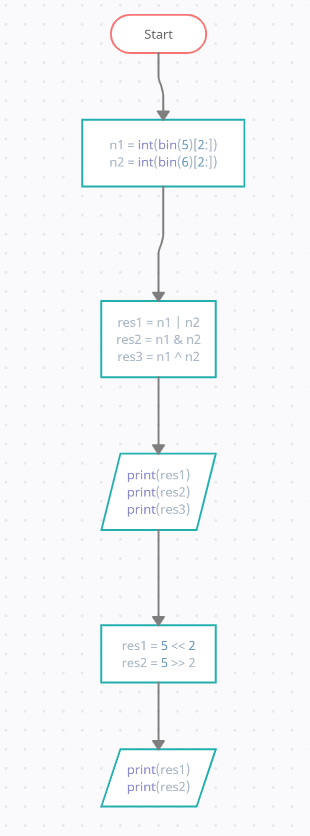 Start
n1 = int(bin(5)[2:])
n2 = int(bin(6)[2:])
res1 = n1 | n2
res2 = n1 & n2
res3 = n1 ^ n2
print(res1)
print(res2)
print(res3)
res1 = 5 << 2
res2 = 5 >> 2
print(res1)
print(res2)